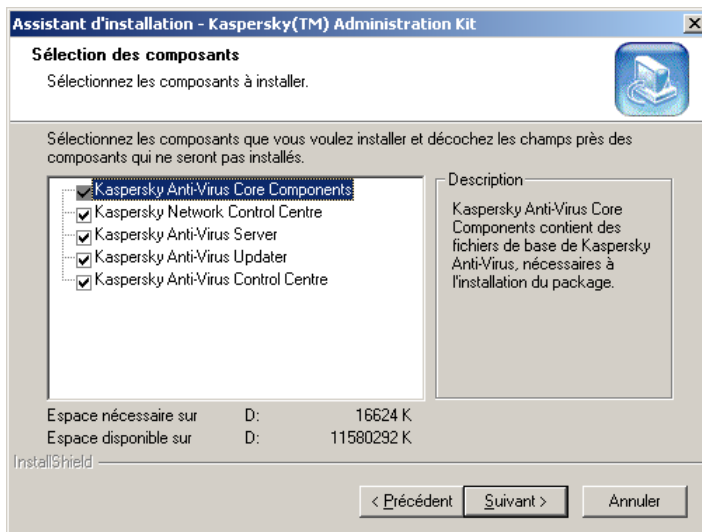 Assistant d'installation - Kaspersky(TM) Administration Kit
Sélection des composants
Sélectionnez les composants à installer.
Sélectionnez les composants que vous voulez installer et décochez les champs près des
composants qui ne seront pas installés.
Kaspersky Anti-Virus Core Components
Kaspersky Network Control Centre
Kaspersky Anti-Virus Server
Kaspersky Anti-Virus Updater
Kaspersky Anti-Virus Control Centre
Description
Kaspersky Anti-Virus Core
Components contient des
fichiers de base de Kaspersky
Anti-Virus, nécessaires à
l'installation du package.
Espace nécessaire sur D: 16624 K
Espace disponible sur D: 11580292 K
InstallShield
< Précédent Suivant > Annuler